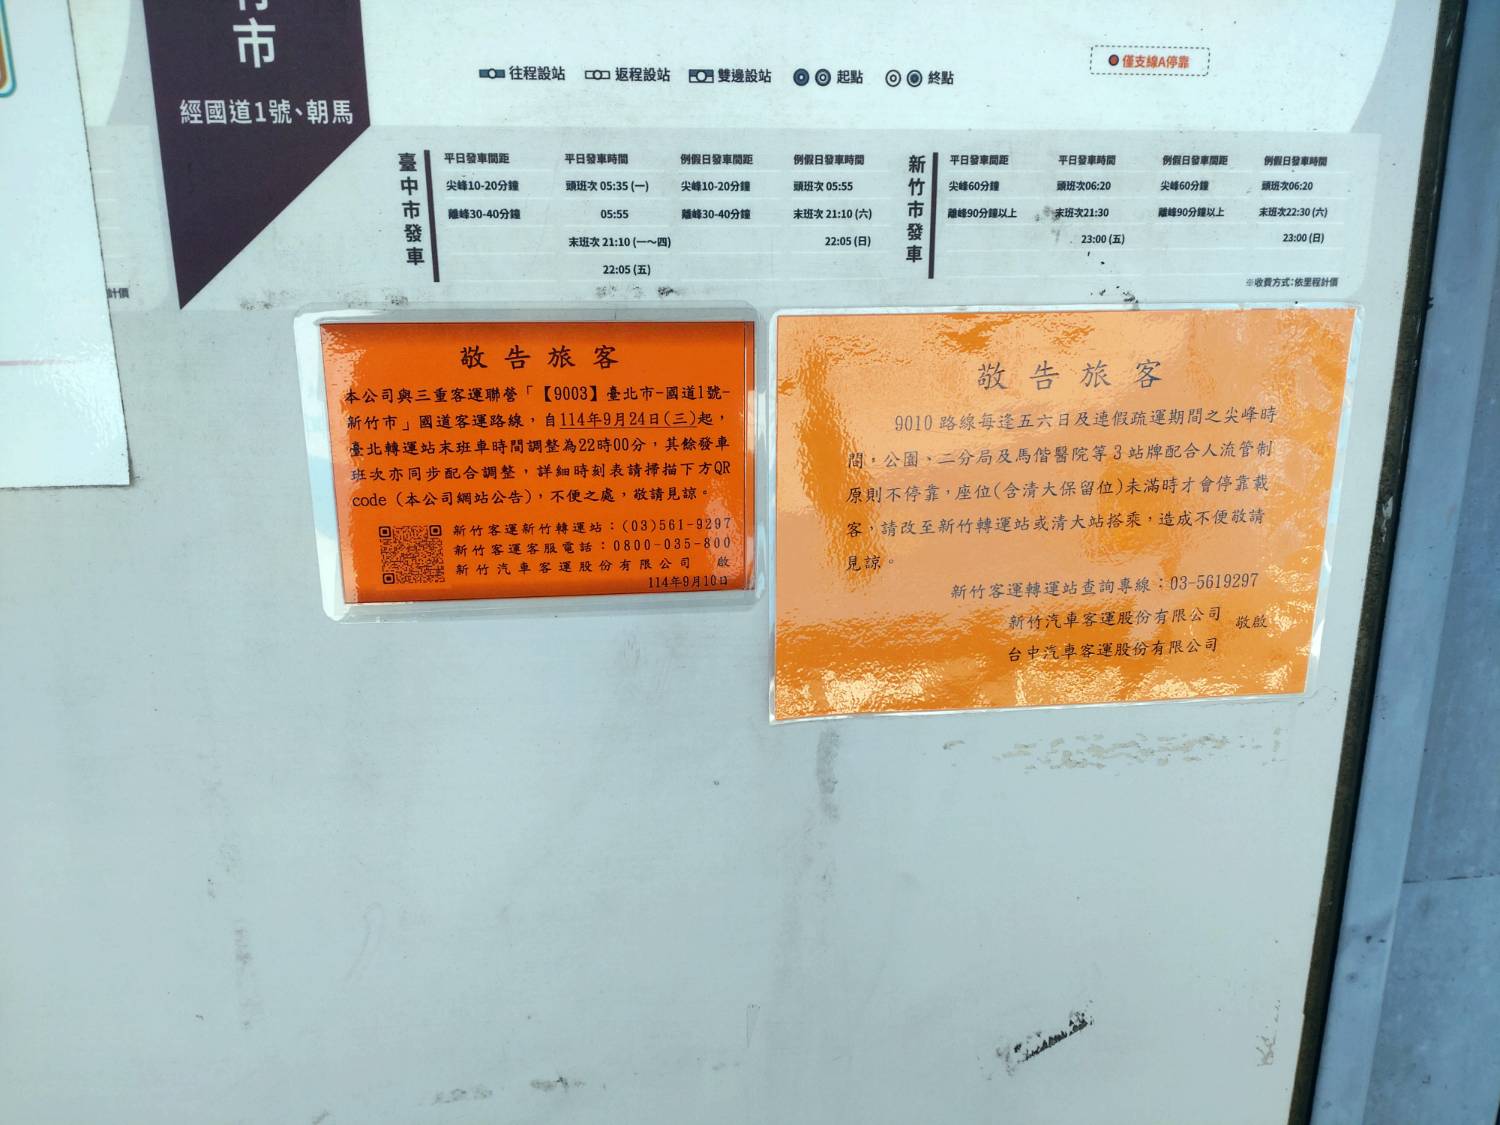 市
經國道1號、朝馬
往程設站 返程設站 雙邊設站 起點 終點
僅支線A停靠
臺中市發車
平日發車間距 平日發車時間 例假日發車間距 例假日發車時間
尖峰10-20分鐘 頭班次 05:35 (一) 尖峰10-20分鐘 頭班次 05:55
離峰30-40分鐘 05:55 離峰30-40分鐘 末班次 21:10 (六)
末班次 21:10 (一~四) 22:05 (日)
22:05 (五)
新竹市發車
平日發車間距 平日發車時間 例假日發車間距 例假日發車時間
尖峰60分鐘 頭班次06:20 尖峰60分鐘 頭班次06:20
離峰90分鐘以上 末班次21:30 離峰90分鐘以上 末班次22:30 (六)
23:00 (五) 23:00 (日)
※收費方式:依里程計價
計價
敬告旅客
本公司與三重客運聯營「【9003】臺北市-國道1號-
新竹市」國道客運路線，自114年9月24日(三)起，
臺北轉運站末班車時間調整為22時00分，其餘發車
班次亦同步配合調整，詳細時刻表請掃描下方QR
code（本公司網站公告），不便之處，敬請見諒。
新竹客運新竹轉運站：(03)561-9297
新竹客運客服電話：0800-035-800
新竹汽車客運股份有限公司 啟
114年9月10日
敬告旅客
9010 路線每逢五六日及連假疏運期間之尖峰時
間，公園、二分局及馬偕醫院等 3 站牌配合人流管制
原則不停靠，座位(含清大保留位)未滿時才會停靠載
客，請改至新竹轉運站或清大站搭乘，造成不便敬請
見諒。
新竹客運轉運站查詢專線：03-5619297
新竹汽車客運股份有限公司 敬啟
台中汽車客運股份有限公司